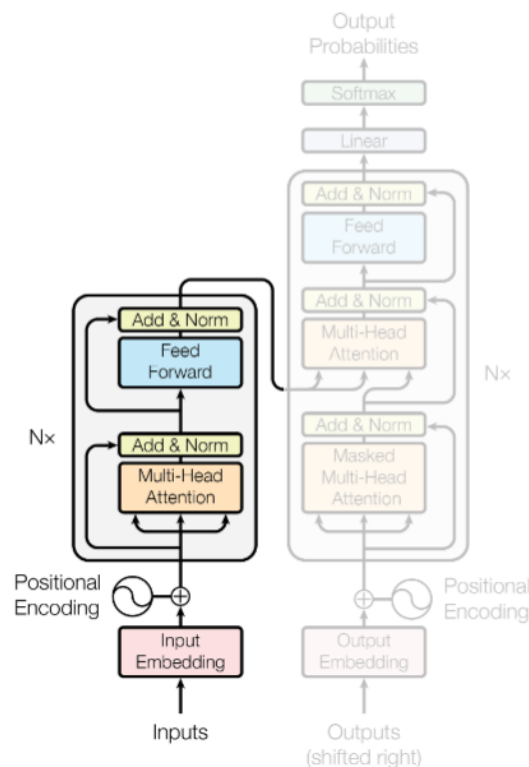 Output
Probabilities
Softmax
Linear
Add & Norm
Feed
Forward
Add & Norm
Multi-Head
Attention
Add & Norm
Masked
Multi-Head
Attention
N×
Positional
Encoding
Output
Embedding
Outputs
(shifted right)
Add & Norm
Feed
Forward
N×
Add & Norm
Multi-Head
Attention
Positional
Encoding
Input
Embedding
Inputs